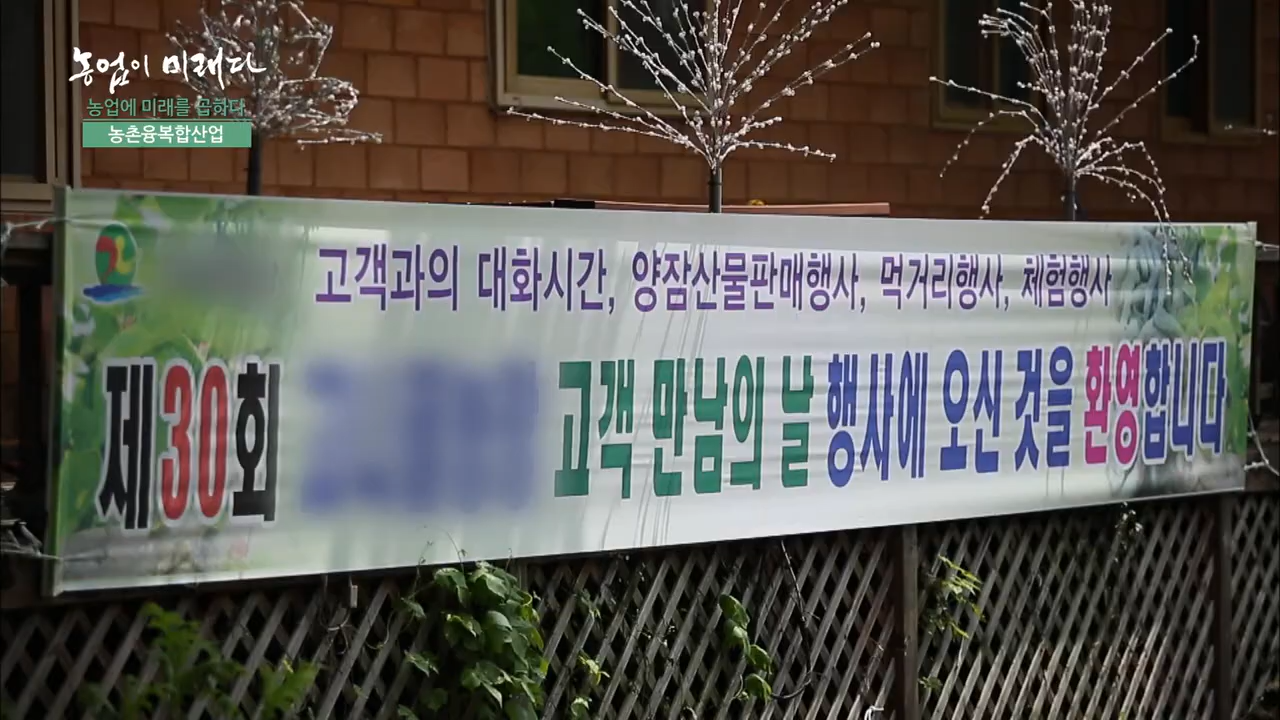 농업이 미래다
농업에 미래를 곱하다.
농촌융복합산업
고객과의 대화시간, 양잠산물판매행사, 먹거리행사, 체험행사
제30회 고객 만남의 날 행사에 오신 것을 환영합니다